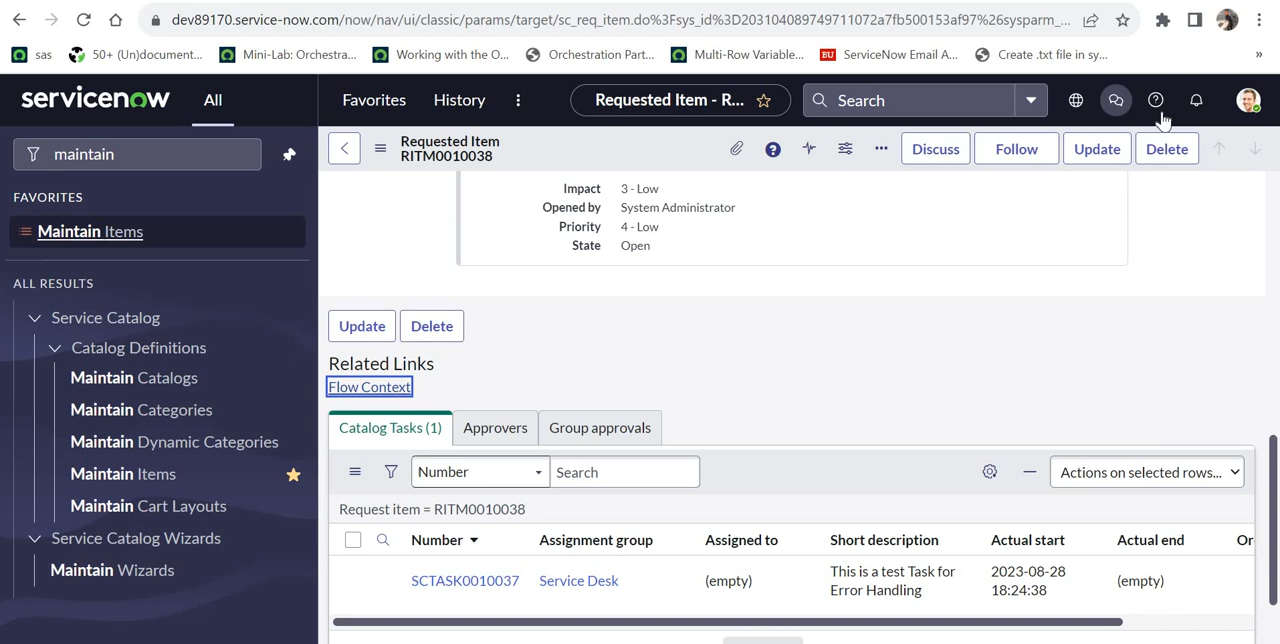 dev89170.service-now.com/now/nav/ui/classic/params/target/sc_req_item.do%3Fsys_id%3D203104089749711072a7fb500153af97%26sysparm_...
sas
50+ (Un)document...
Mini-Lab: Orchestra...
Working with the O...
Orchestration Part...
Multi-Row Variable...
BU
ServiceNow Email A...
Create .txt file in sy...
»
servicenow
All
Favorites
History
Requested Item - R...
Search
maintain
Requested Item
RITM0010038
Discuss
Follow
Update
Delete
FAVORITES
Maintain Items
ALL RESULTS
Service Catalog
Catalog Definitions
Maintain Catalogs
Maintain Categories
Maintain Dynamic Categories
Maintain Items
Maintain Cart Layouts
Service Catalog Wizards
Maintain Wizards
Impact 3 - Low
Opened by System Administrator
Priority 4 - Low
State Open
Update
Delete
Related Links
Flow Context
Catalog Tasks (1)
Approvers
Group approvals
Number
Search
Actions on selected rows...
Request item = RITM0010038
Number
Assignment group
Assigned to
Short description
Actual start
Actual end
Or
SCTASK0010037
Service Desk
(empty)
This is a test Task for
Error Handling
2023-08-28
18:24:38
(empty)